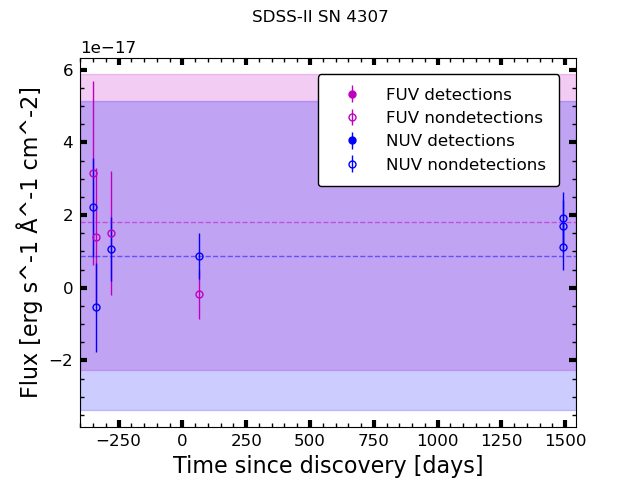 SDSS-II SN 4307
1e−17
FUV detections
FUV nondetections
NUV detections
NUV nondetections
6
4
2
0
−2
Flux [erg s^-1 Å^-1 cm^-2]
−250 0 250 500 750 1000 1250 1500
Time since discovery [days]